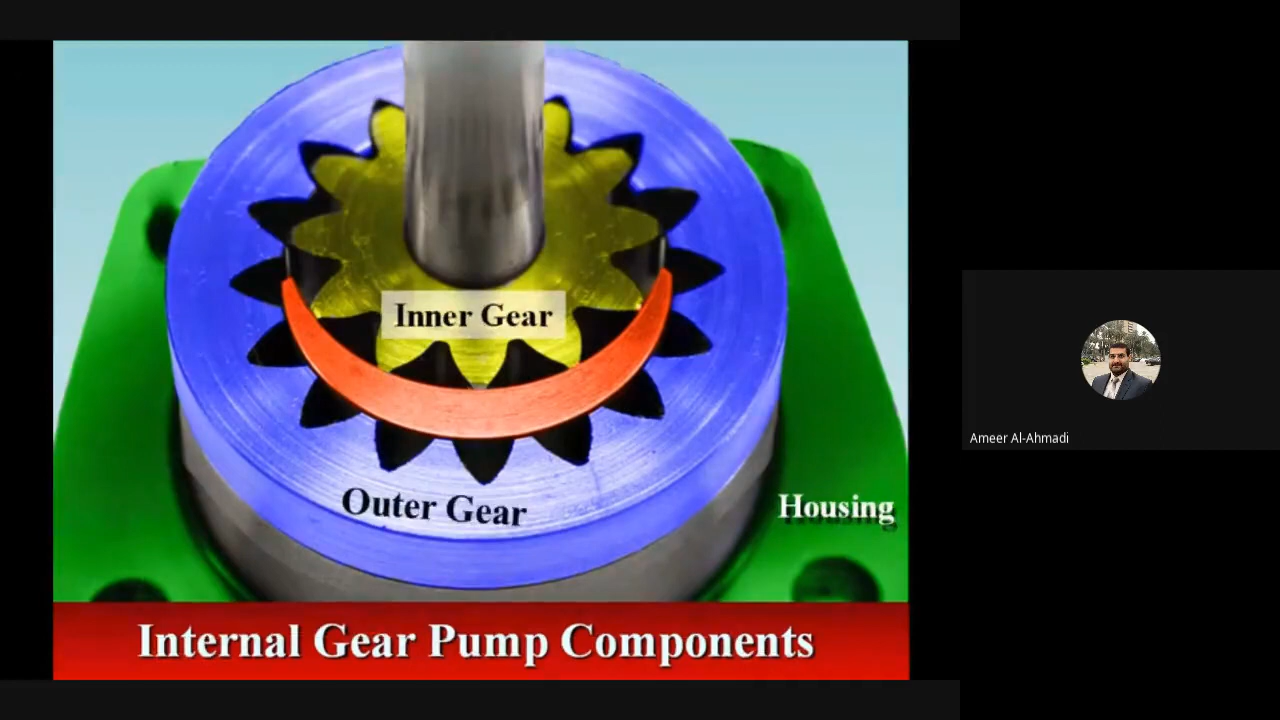 Inner Gear
Outer Gear
Housing
Internal Gear Pump Components
Ameer Al-Ahmadi